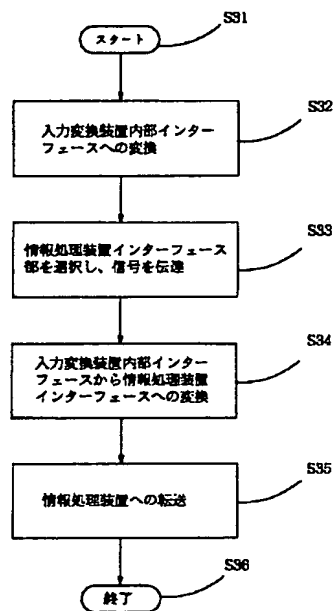 S31
スタート
S32
入力変換装置内部インター
フェースへの変換
S33
情報処理装置インターフェース
部を選択し、信号を伝達
S34
入力変換装置内部インター
フェースから情報処理装置
インターフェースへの変換
S35
情報処理装置への転送
S36
終了